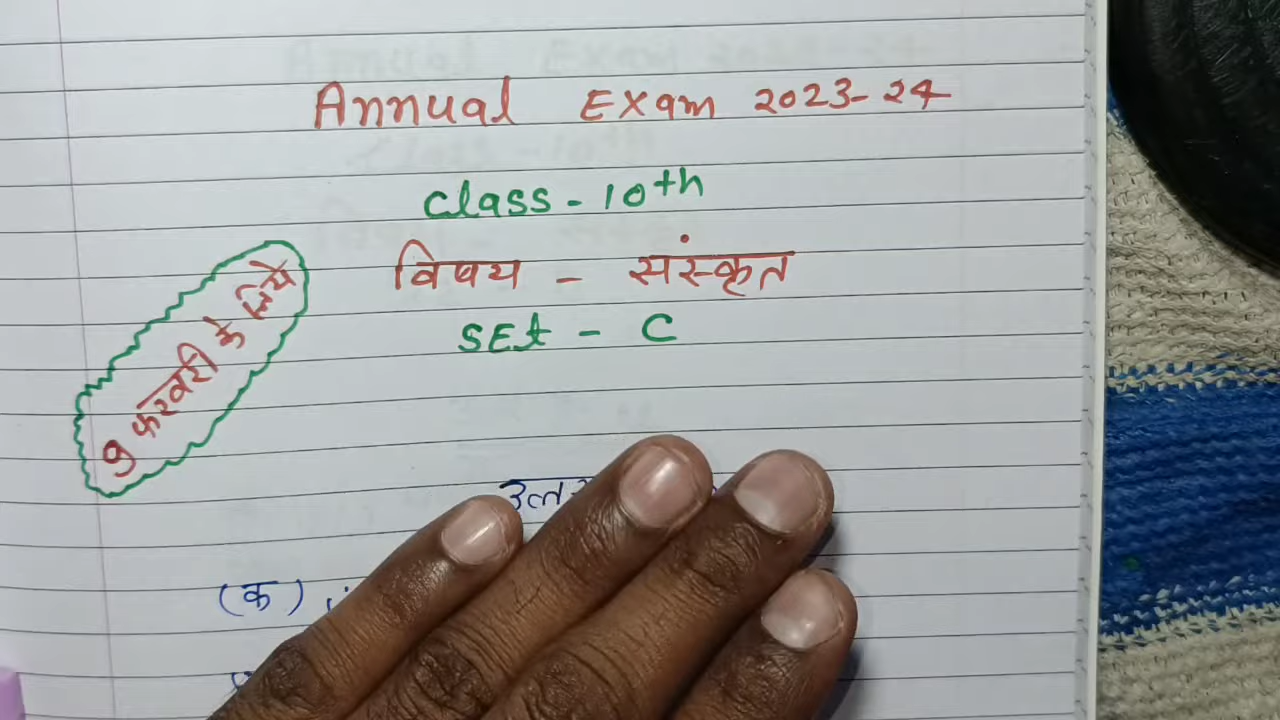 Annual Exam 2023-24
Class - 10th
विषय - संस्कृत
SEt - C
9 फरवरी के लिये
(क)